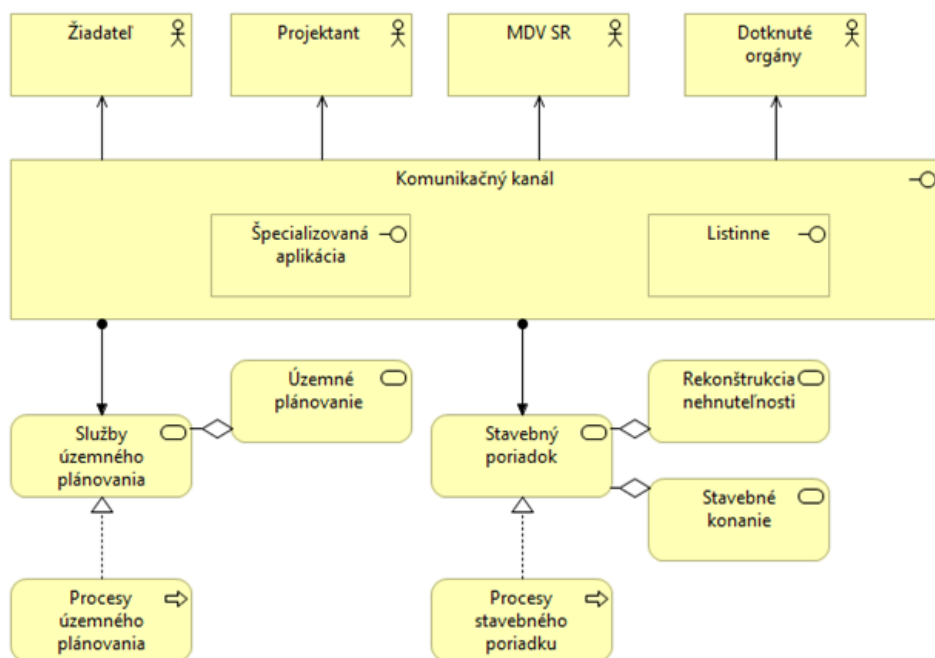 Žiadateľ
Projektant
MDV SR
Dotknuté
orgány
Komunikačný kanál
Špecializovaná
aplikácia
Listinne
Územné
plánovanie
Služby
územného
plánovania
Rekonštrukcia
nehnuteľnosti
Stavebný
poriadok
Stavebné
konanie
Procesy
územného
plánovania
Procesy
stavebného
poriadku